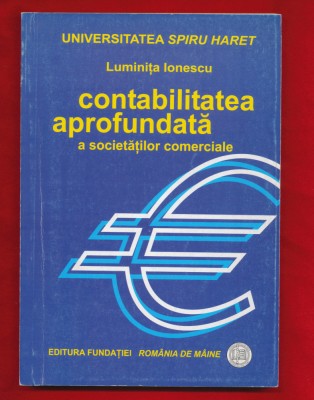 UNIVERSITATEA SPIRU HARET
Luminița Ionescu
contabilitatea
aprofundată
a societăților comerciale
EDITURA FUNDAȚIEI ROMÂNIA DE MÂINE